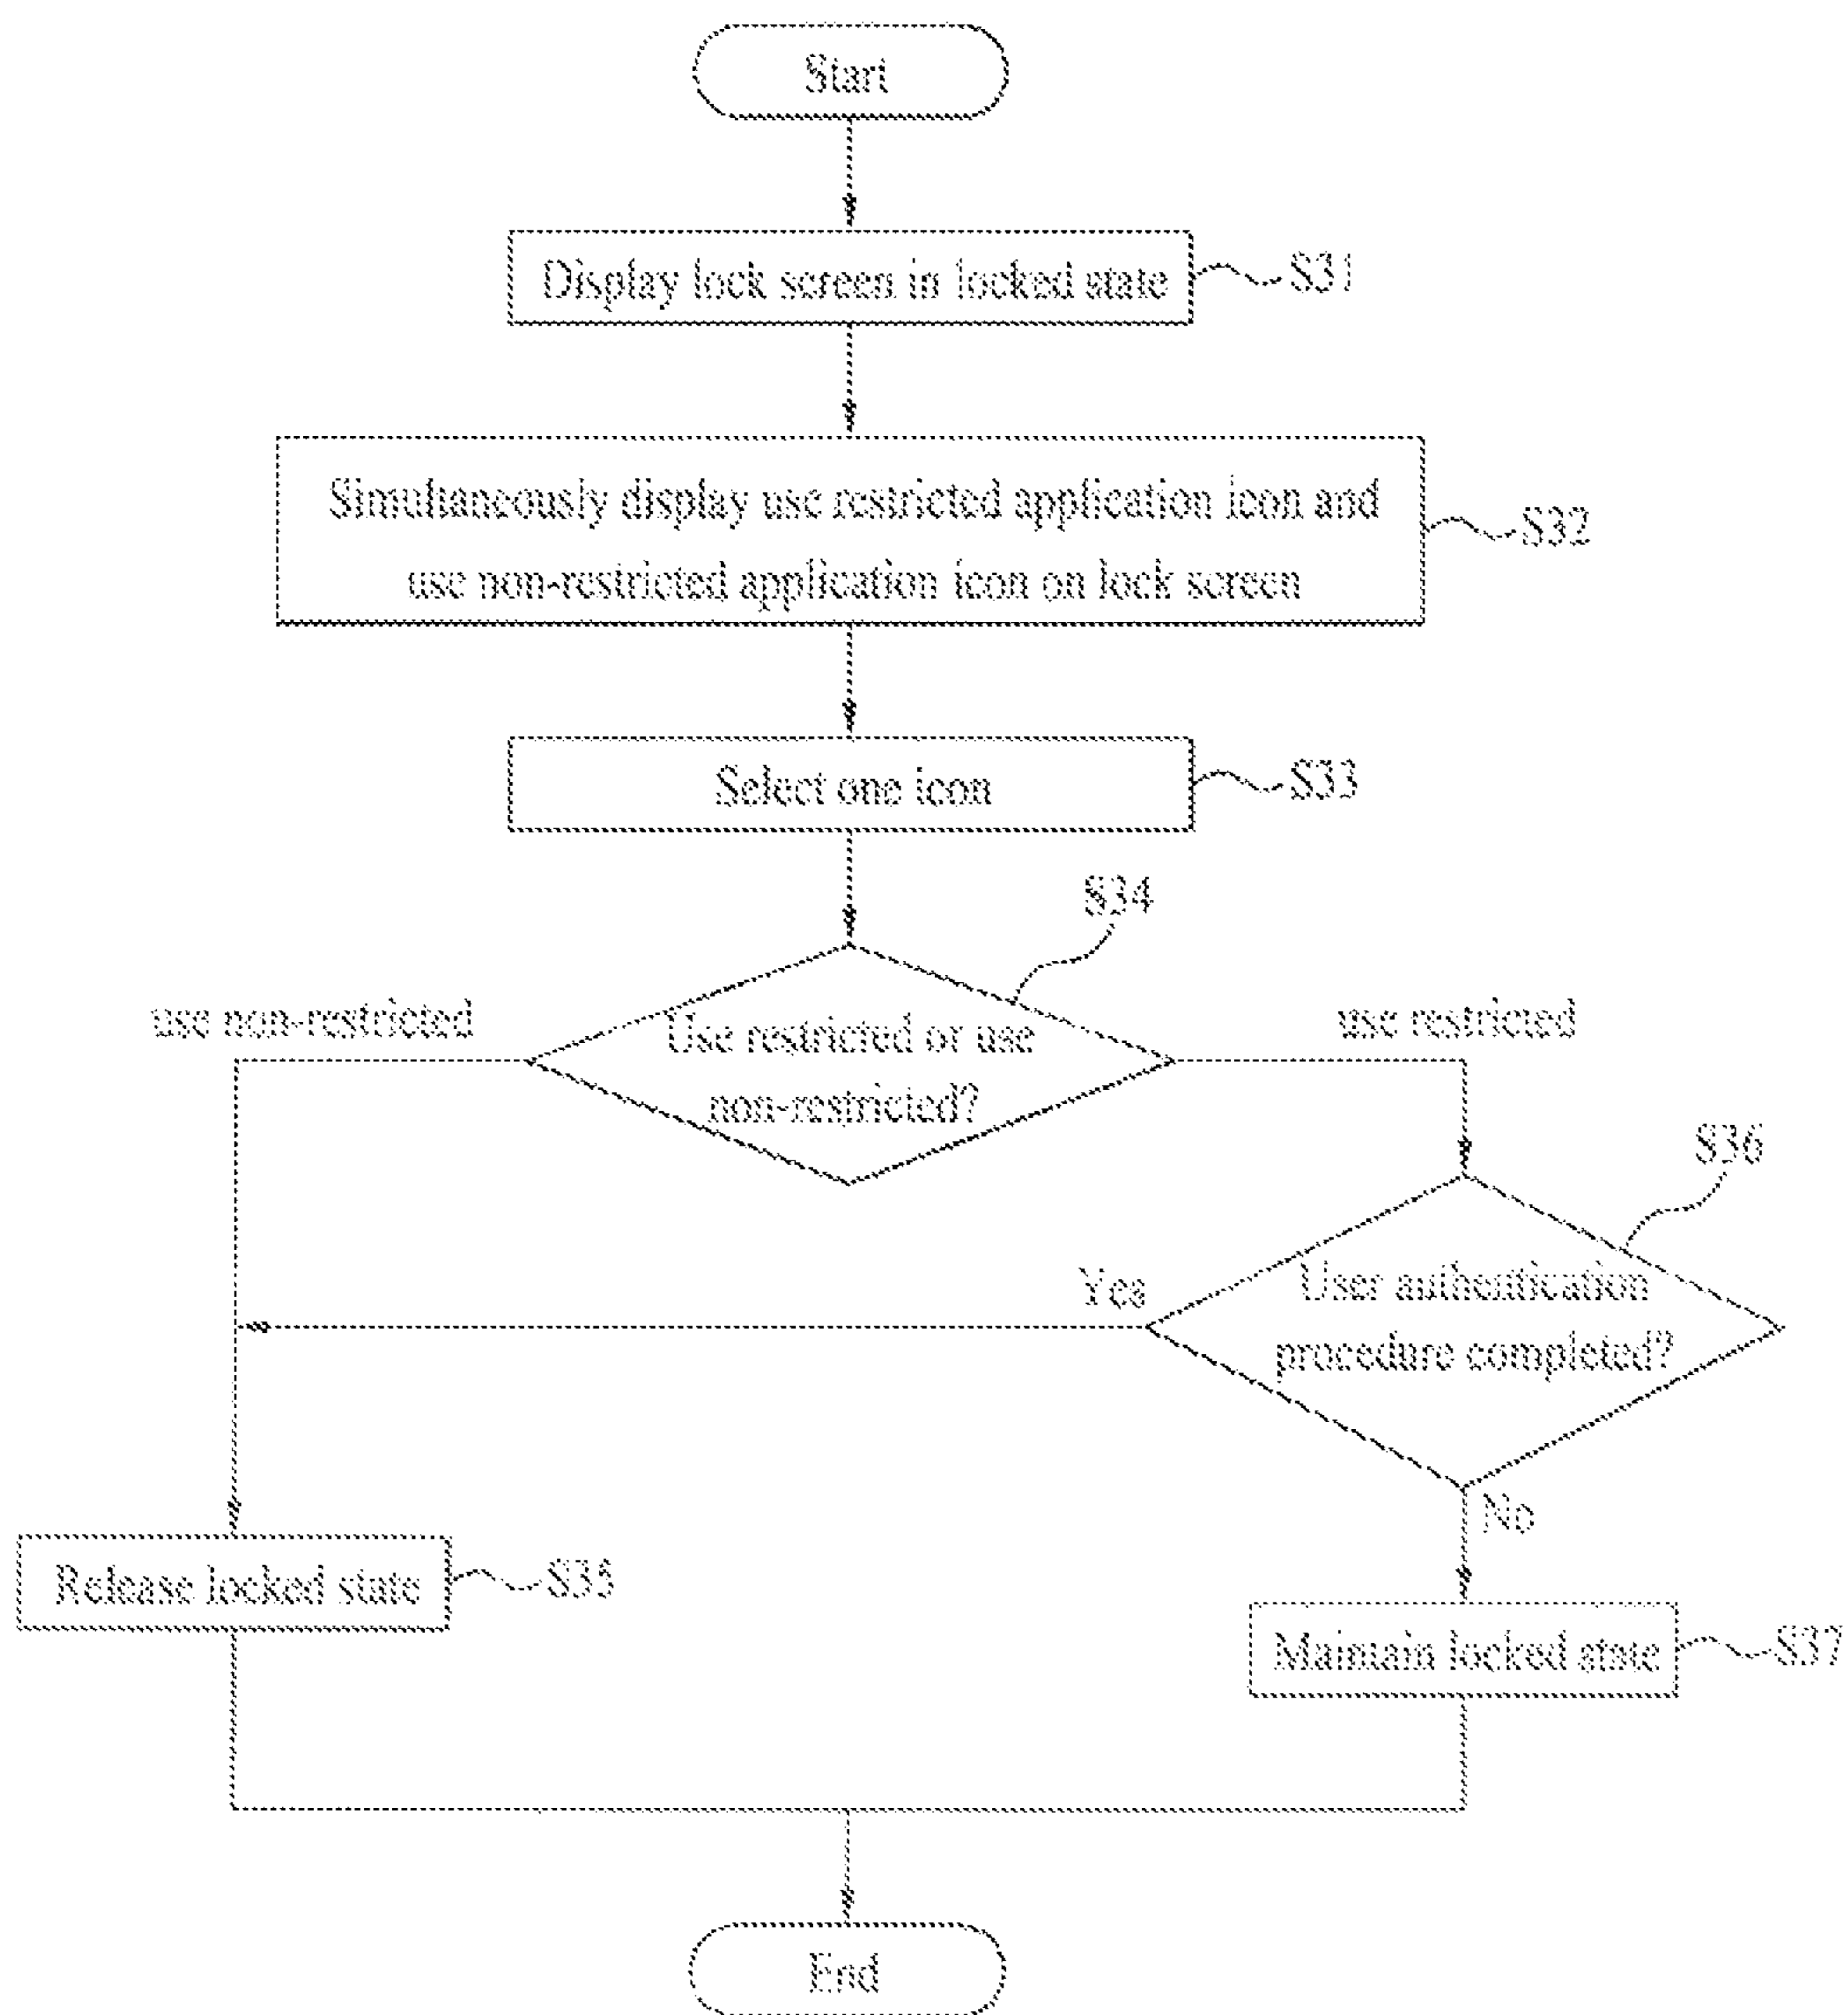 Start
Display lock screen in locked state
S31
Simultaneously display use restricted application icon and
use non-restricted application icon on lock screen
S32
Select one icon
S33
S34
use non-restricted
Use restricted or use
non-restricted?
use restricted
S36
Yes
User authentication
procedure completed?
No
Release locked state
S35
Maintain locked state
S37
End